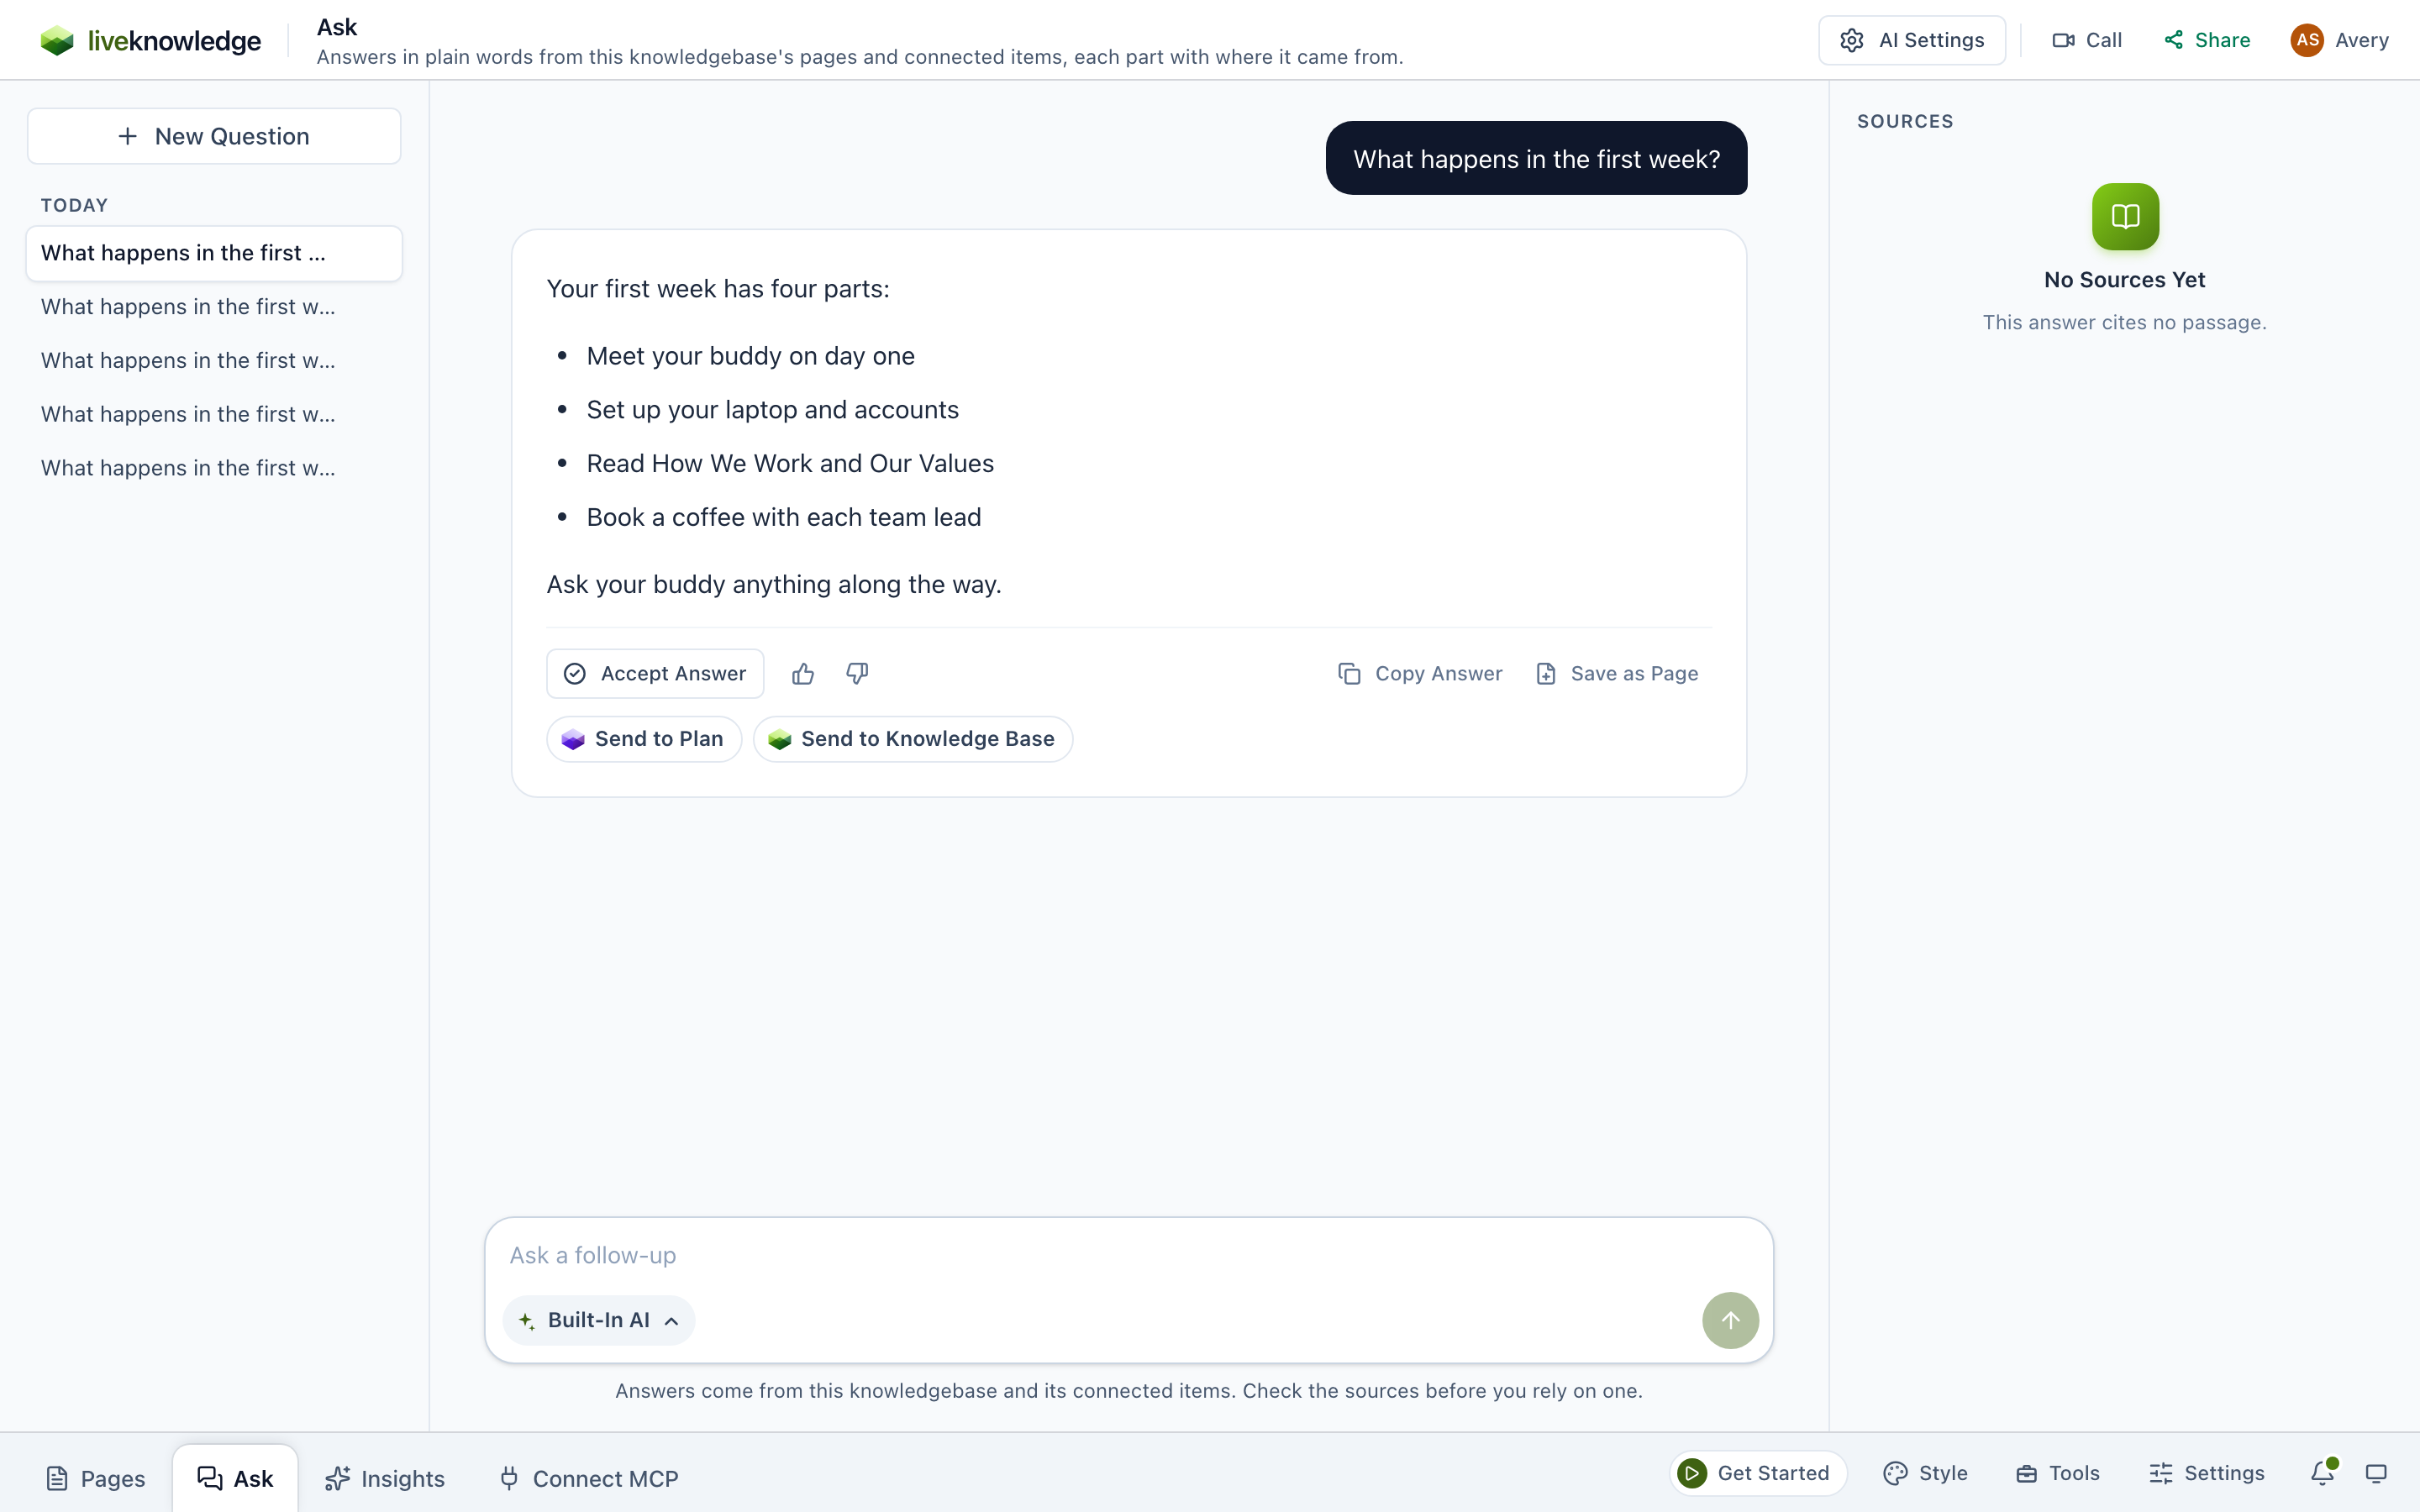 liveknowledge
Ask
Answers in plain words from this knowledgebase's pages and connected items, each part with where it came from.
AI Settings
Call
Share
AS
Avery
New Question
TODAY
What happens in the first ...
What happens in the first w...
What happens in the first w...
What happens in the first w...
What happens in the first w...
What happens in the first week?
Your first week has four parts:
• Meet your buddy on day one
• Set up your laptop and accounts
• Read How We Work and Our Values
• Book a coffee with each team lead
Ask your buddy anything along the way.
Accept Answer
Copy Answer
Save as Page
Send to Plan
Send to Knowledge Base
SOURCES
No Sources Yet
This answer cites no passage.
Ask a follow-up
Built-In AI
Answers come from this knowledgebase and its connected items. Check the sources before you rely on one.
Pages
Ask
Insights
Connect MCP
Get Started
Style
Tools
Settings